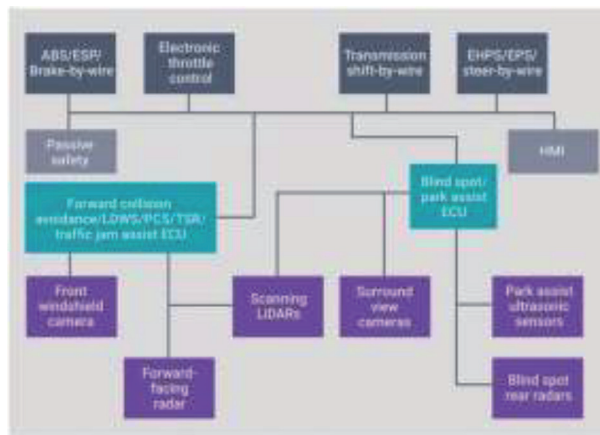 ABS/ESP/
Brake-by-wire
Electronic
throttle
control
Transmission
shift-by-wire
EHPS/EPS/
steer-by-wire
Passive
safety
HMI
Forward collision
avoidance/LDWS/PCS/TSR/
traffic jam assist ECU
Blind spot/
park assist
ECU
Front
windshield
camera
Scanning
LiDARs
Surround
view
cameras
Park assist
ultrasonic
sensors
Forward-
facing
radar
Blind spot
rear radars